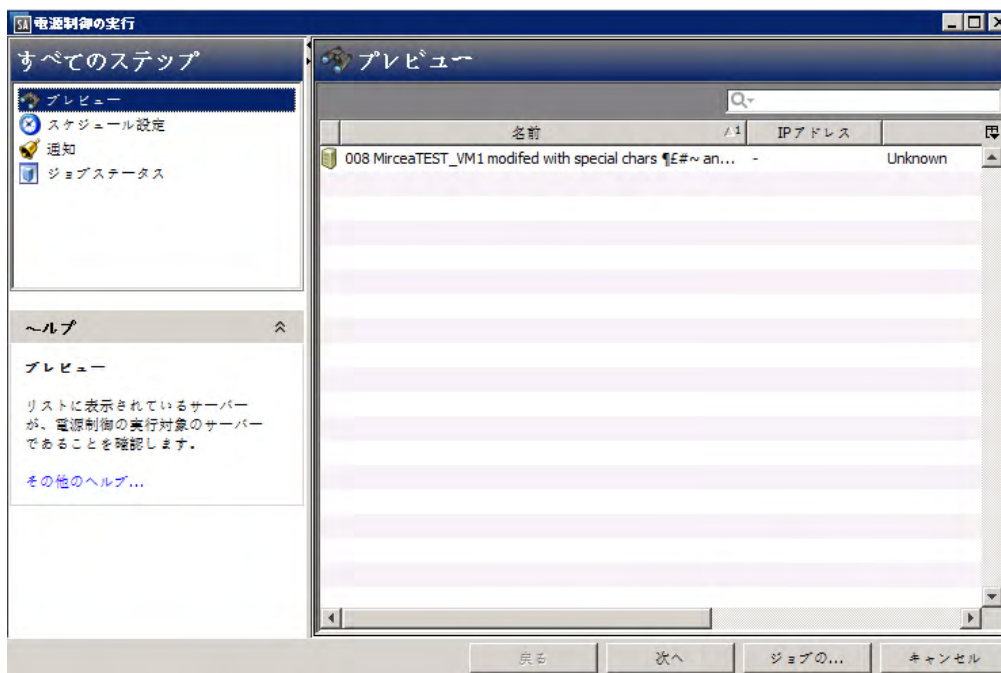 SA 電源制御の実行
すべてのステップ
プレビュー
スケジュール設定
通知
ジョブステータス
ヘルプ
プレビュー
リストに表示されているサーバー
が、電源制御の実行対象のサーバー
であることを確認します。
その他のヘルプ...
プレビュー
名前 /1 IPアドレス
008 MirceaTEST_VM1 modifed with special chars ¶£#~ an... - Unknown
戻る 次へ ジョブの... キャンセル